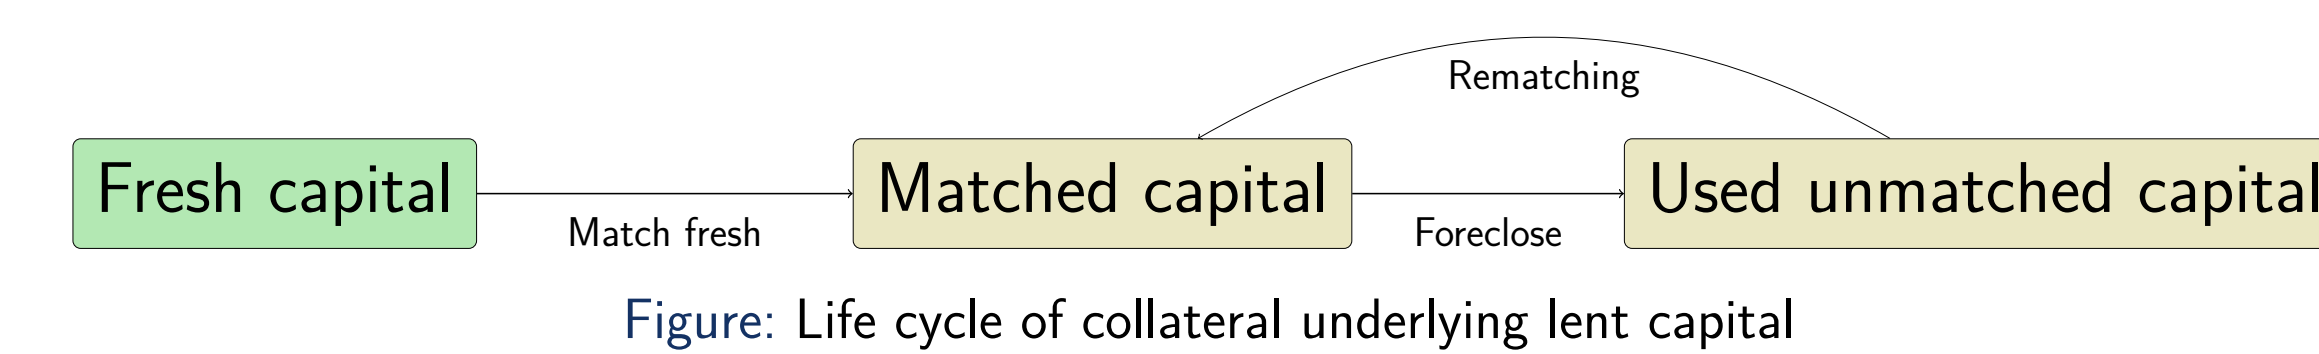 Rematching
Fresh capital
Matched capital
Used unmatched capital
Match fresh
Foreclose
Figure: Life cycle of collateral underlying lent capital